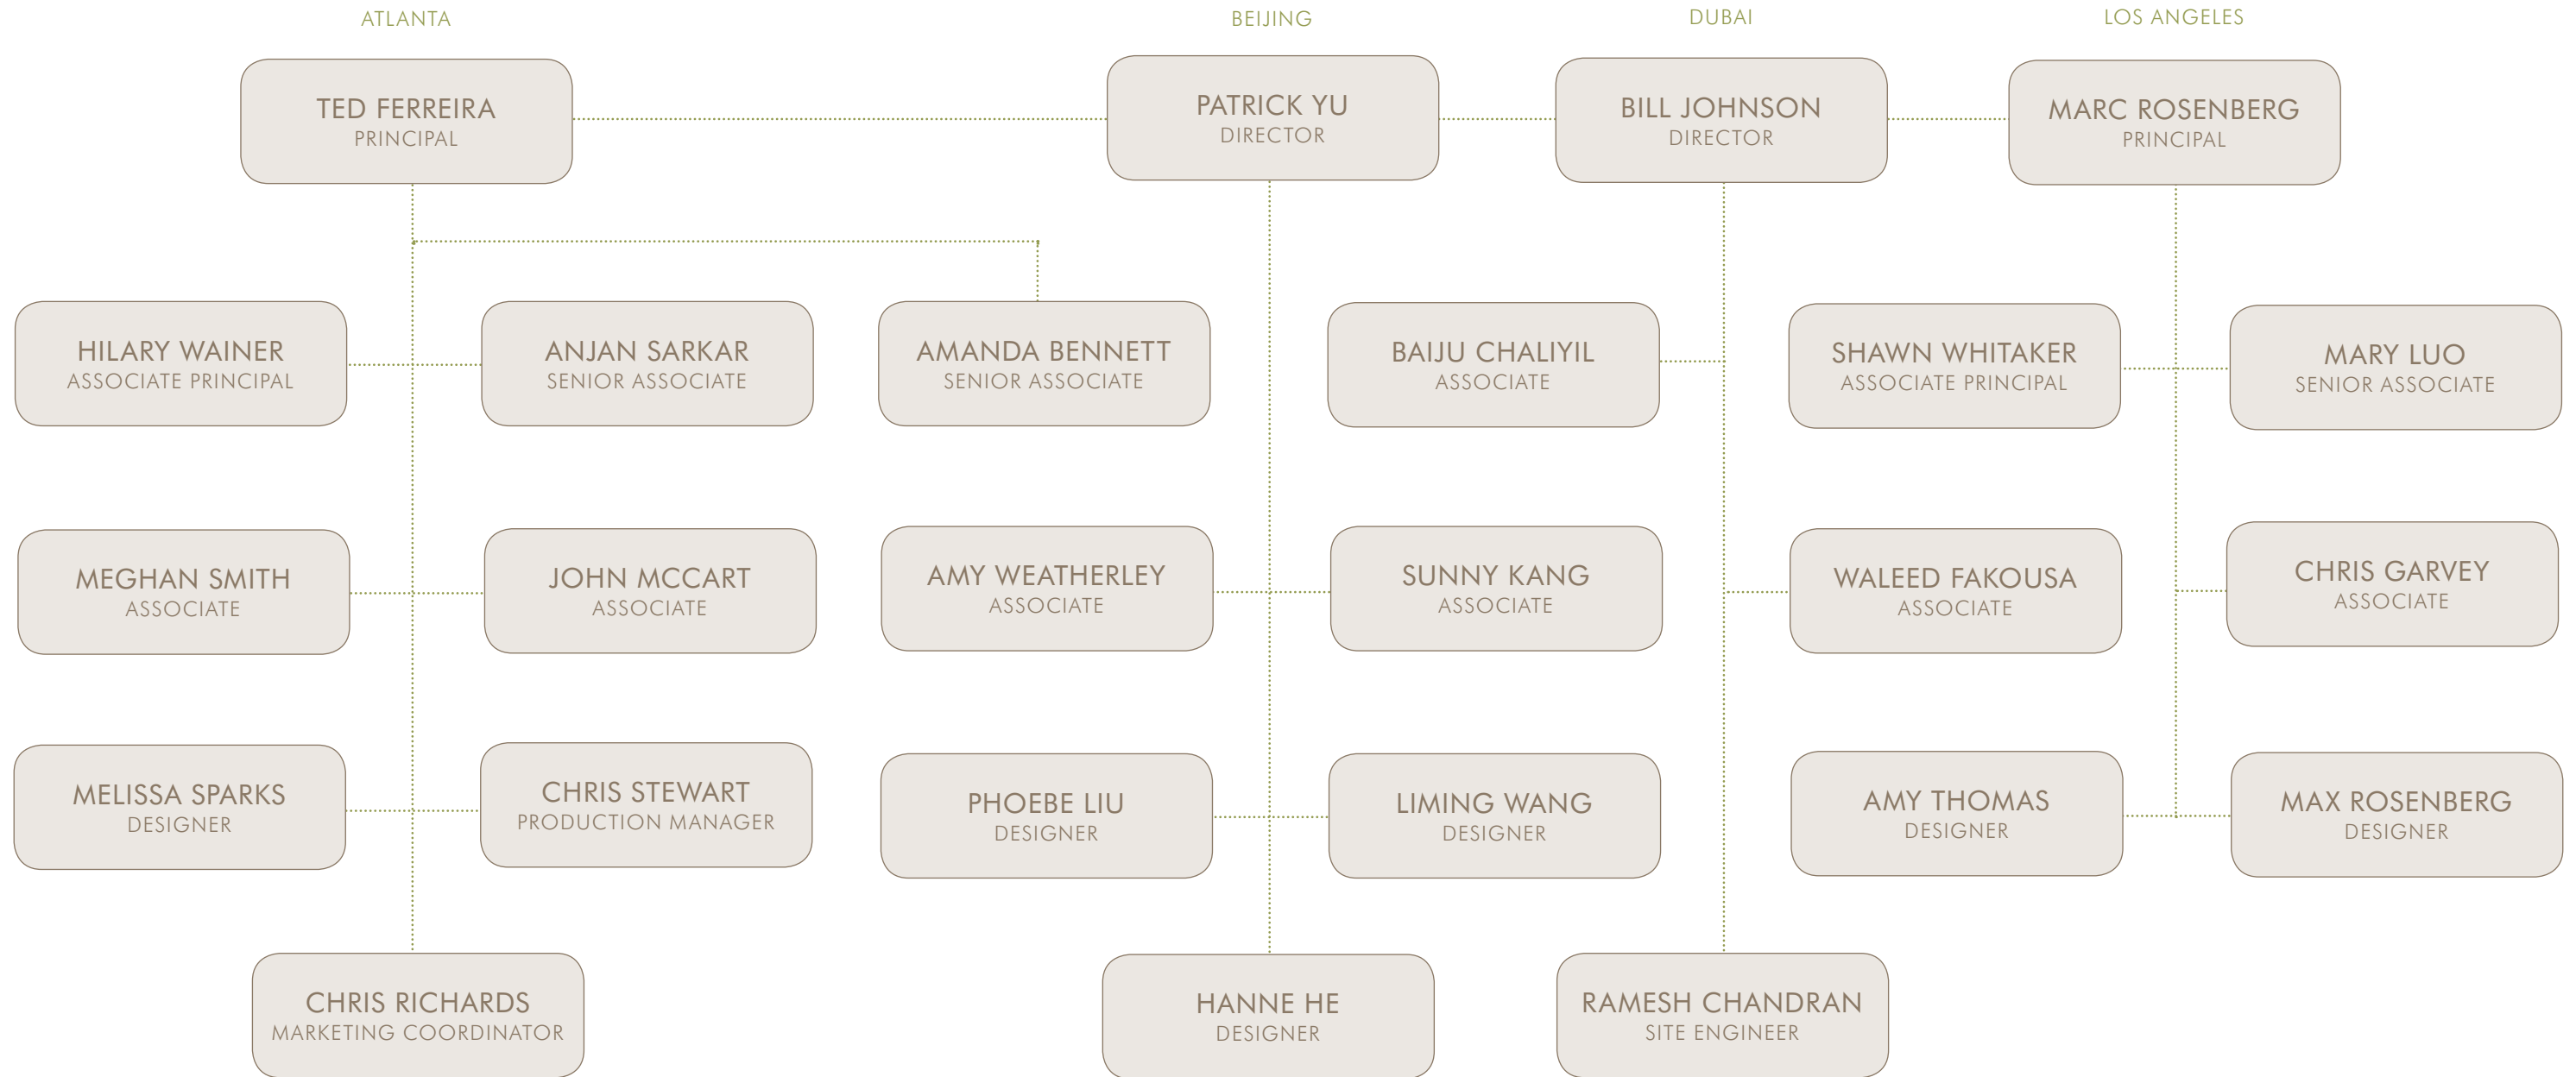 ATLANTA
BEIJING
DUBAI
LOS ANGELES
TED FERREIRA
PRINCIPAL
PATRICK YU
DIRECTOR
BILL JOHNSON
DIRECTOR
MARC ROSENBERG
PRINCIPAL
HILARY WAINER
ASSOCIATE PRINCIPAL
ANJAN SARKAR
SENIOR ASSOCIATE
AMANDA BENNETT
SENIOR ASSOCIATE
BAIJU CHALIYIL
ASSOCIATE
SHAWN WHITAKER
ASSOCIATE PRINCIPAL
MARY LUO
SENIOR ASSOCIATE
MEGHAN SMITH
ASSOCIATE
JOHN MCCART
ASSOCIATE
AMY WEATHERLEY
ASSOCIATE
SUNNY KANG
ASSOCIATE
WALEED FAKOUSA
ASSOCIATE
CHRIS GARVEY
ASSOCIATE
MELISSA SPARKS
DESIGNER
CHRIS STEWART
PRODUCTION MANAGER
PHOEBE LIU
DESIGNER
LIMING WANG
DESIGNER
AMY THOMAS
DESIGNER
MAX ROSENBERG
DESIGNER
CHRIS RICHARDS
MARKETING COORDINATOR
HANNE HE
DESIGNER
RAMESH CHANDRAN
SITE ENGINEER